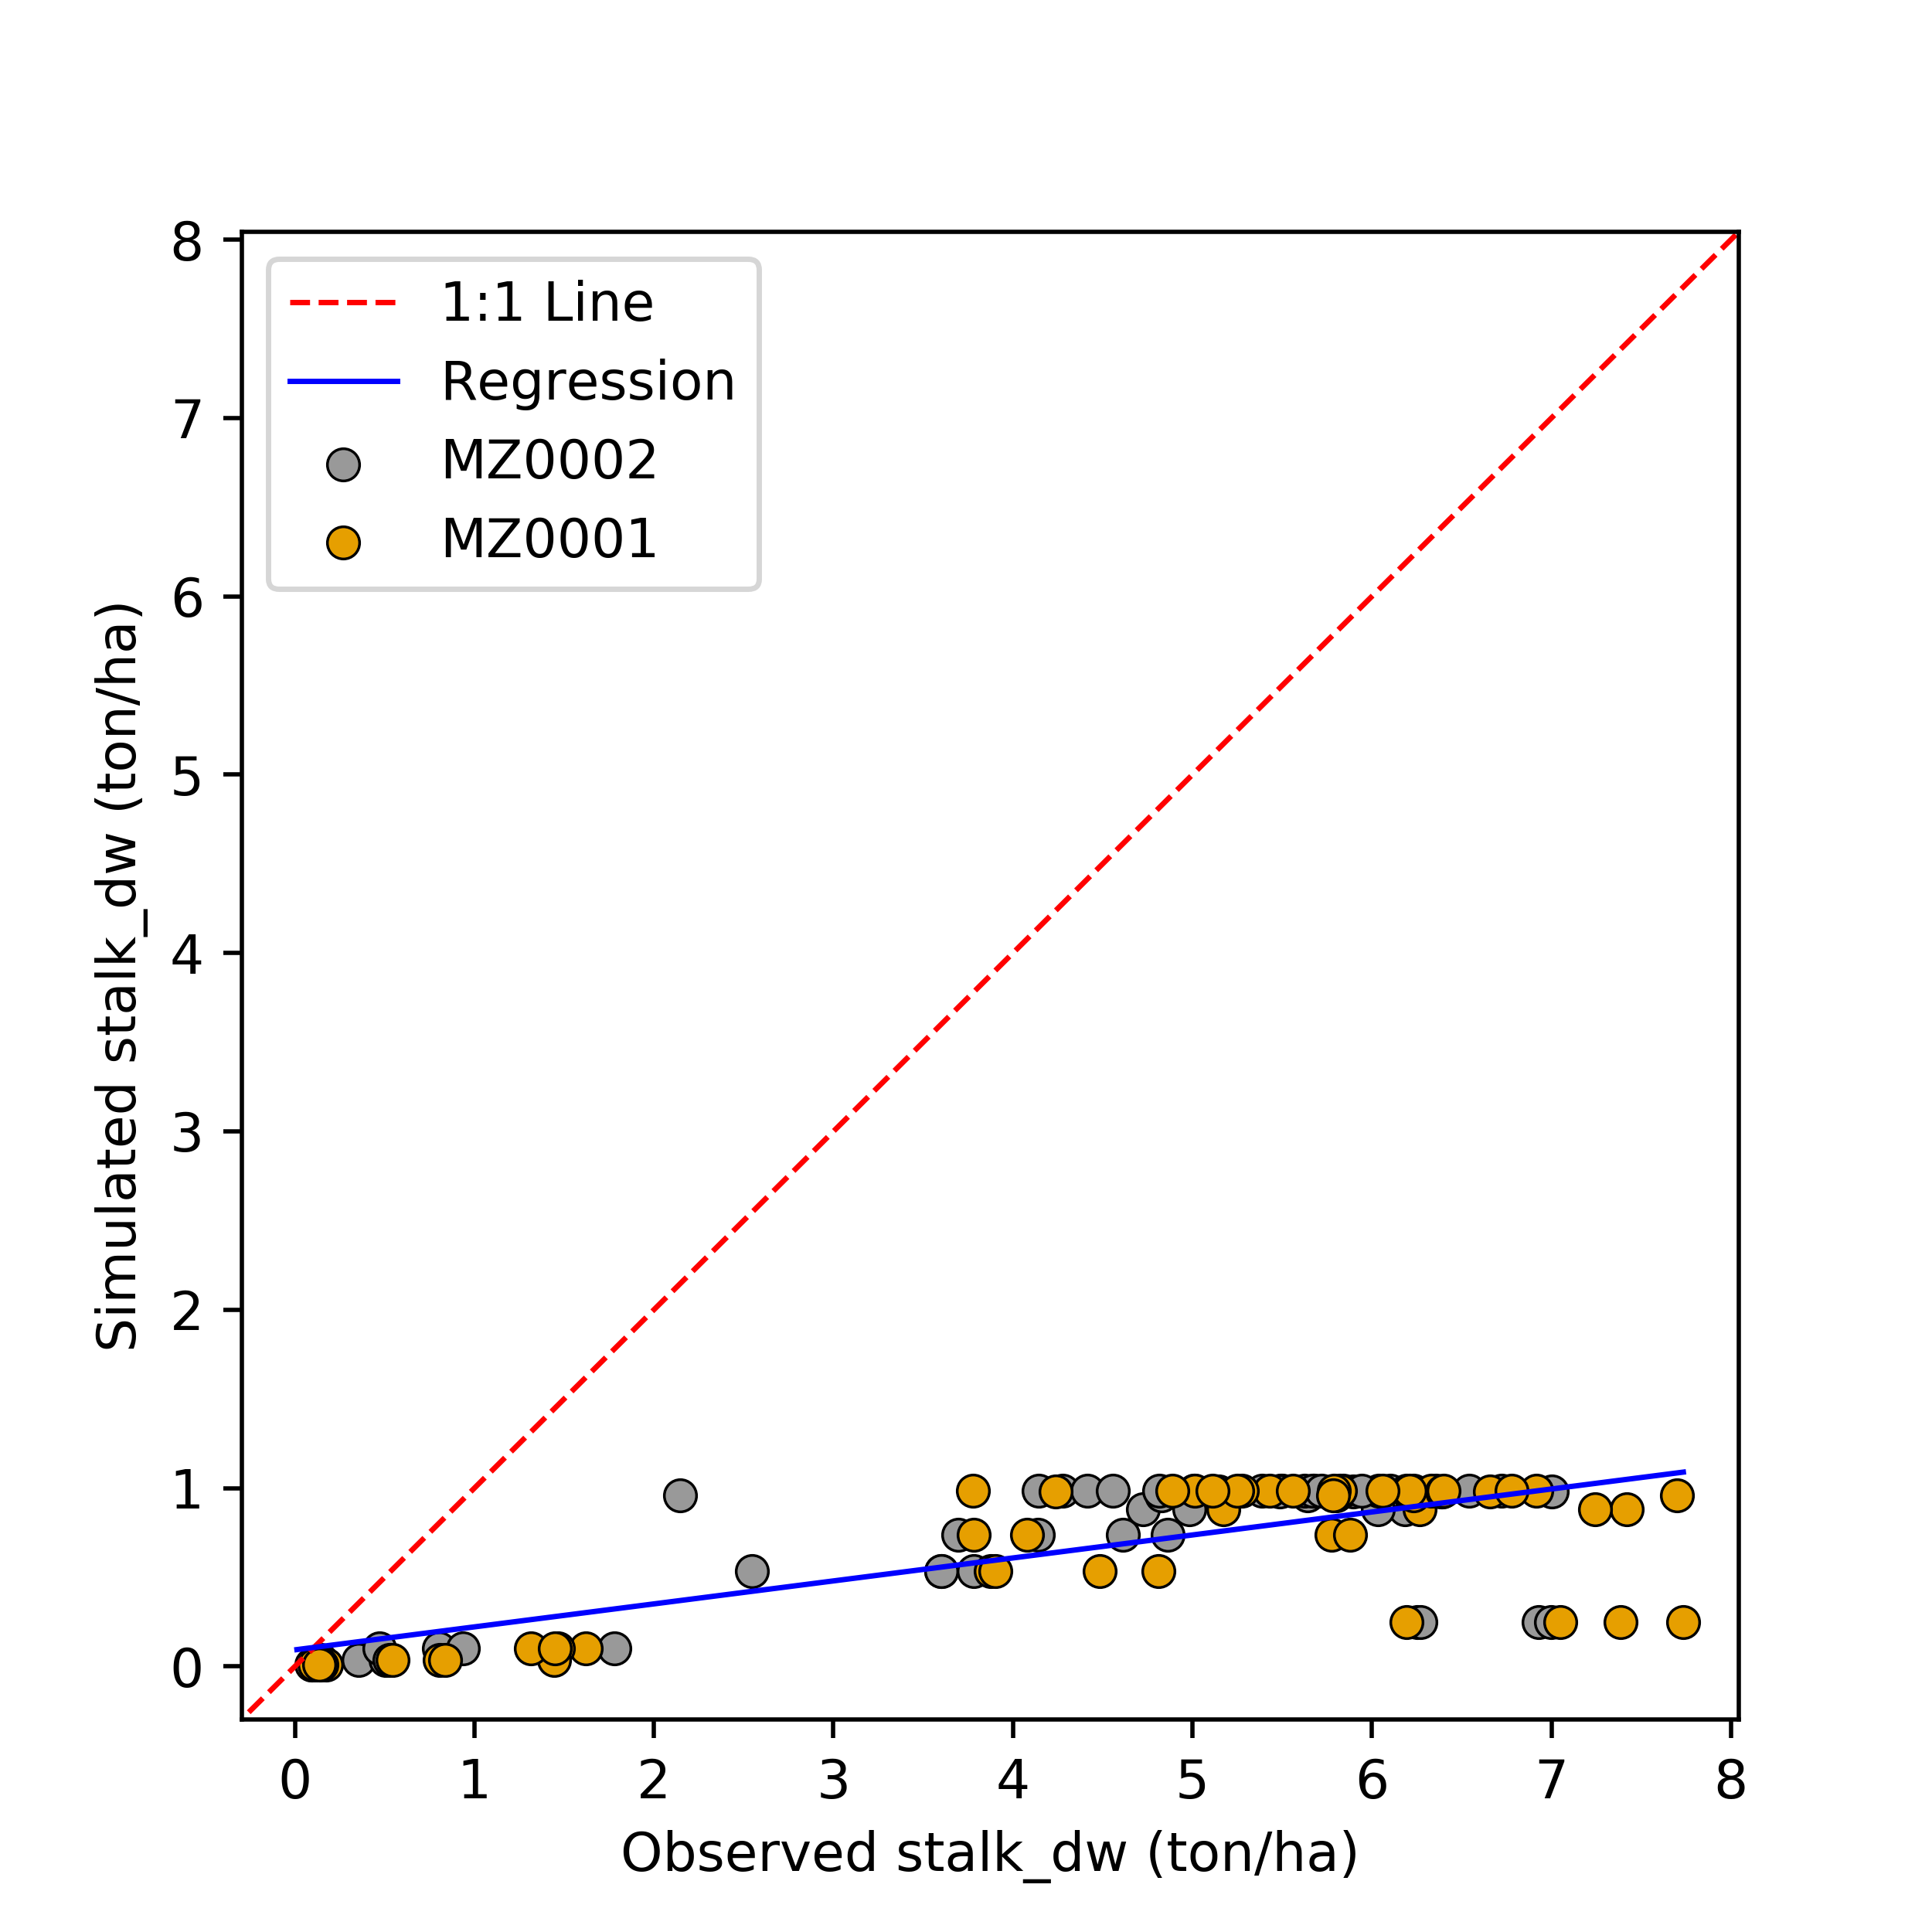 8
7
6
5
4
3
2
1
0
Simulated stalk_dw (ton/ha)
1:1 Line
Regression
MZ0002
MZ0001
0 1 2 3 4 5 6 7 8
Observed stalk_dw (ton/ha)